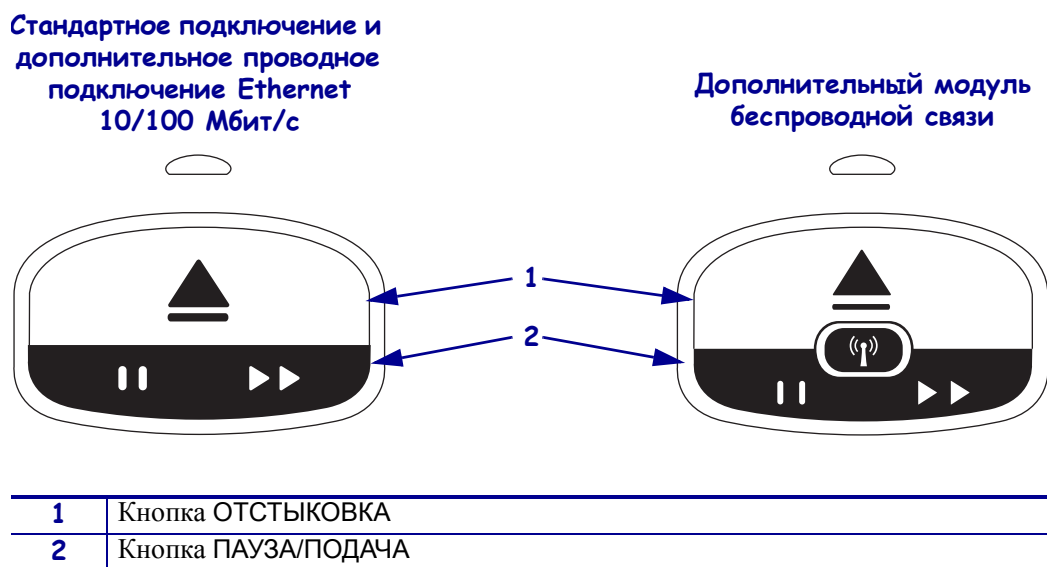 Стандартное подключение и
дополнительное проводное
подключение Ethernet
10/100 Мбит/с
Дополнительный модуль
беспроводной связи
1
2
1 Кнопка ОТСТЫКОВКА
2 Кнопка ПАУЗА/ПОДАЧА